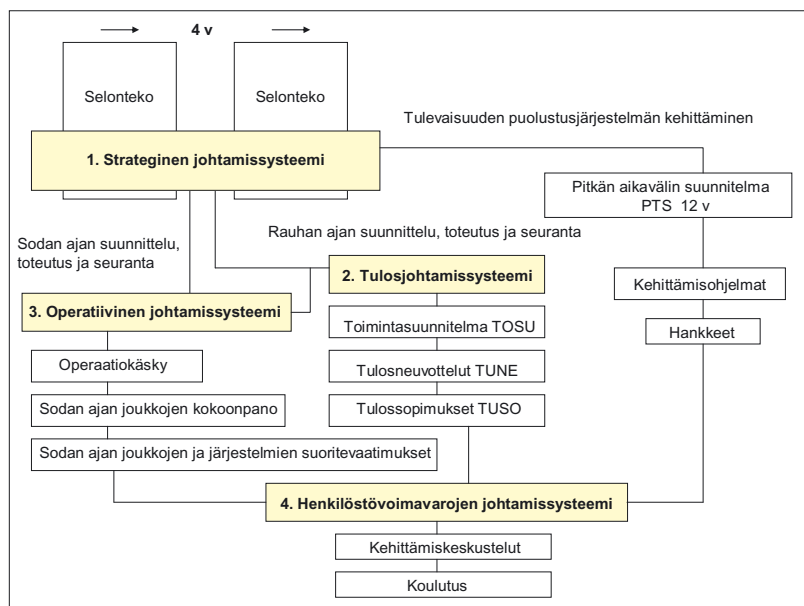 4 v
Selonteko
Selonteko
Tulevaisuuden puolustusjärjestelmän kehittäminen
1. Strateginen johtamissysteemi
Pitkän aikavälin suunnitelma
PTS 12 v
Sodan ajan suunnittelu,
toteutus ja seuranta
Rauhan ajan suunnittelu, toteutus ja seuranta
2. Tulosjohtamissysteemi
Kehittämisohjelmat
3. Operatiivinen johtamissysteemi
Toimintasuunnitelma TOSU
Hankkeet
Operaatiokäsky
Tulosneuvottelut TUNE
Sodan ajan joukkojen kokoonpano
Tulossopimukset TUSO
Sodan ajan joukkojen ja järjestelmien suoritevaatimukset
4. Henkilöstövoimavarojen johtamissysteemi
Kehittämiskeskustelut
Koulutus